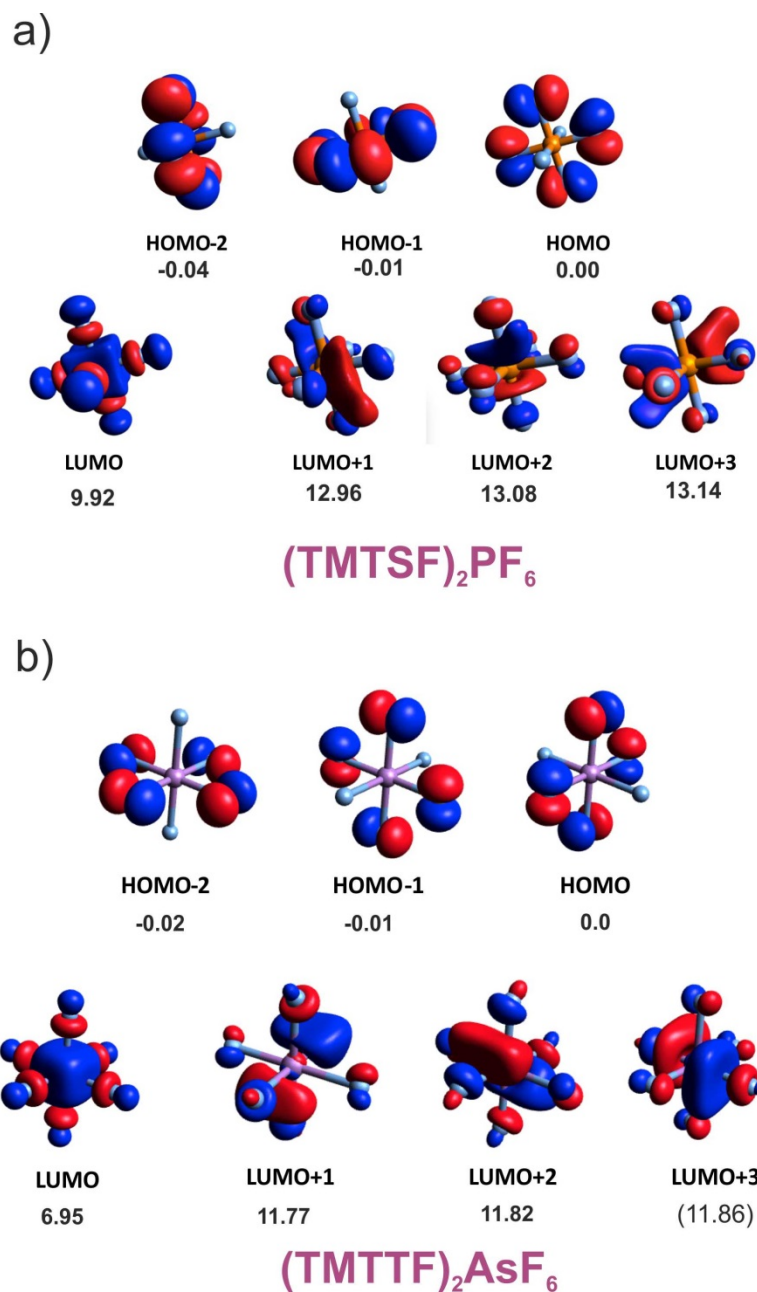 a)
HOMO-2 HOMO-1 HOMO
-0.04 -0.01 0.00
LUMO LUMO+1 LUMO+2 LUMO+3
9.92 12.96 13.08 13.14
(TMTSF)₂PF₆
b)
HOMO-2 HOMO-1 HOMO
-0.02 -0.01 0.0
LUMO LUMO+1 LUMO+2 LUMO+3
6.95 11.77 11.82 (11.86)
(TMTTF)₂AsF₆